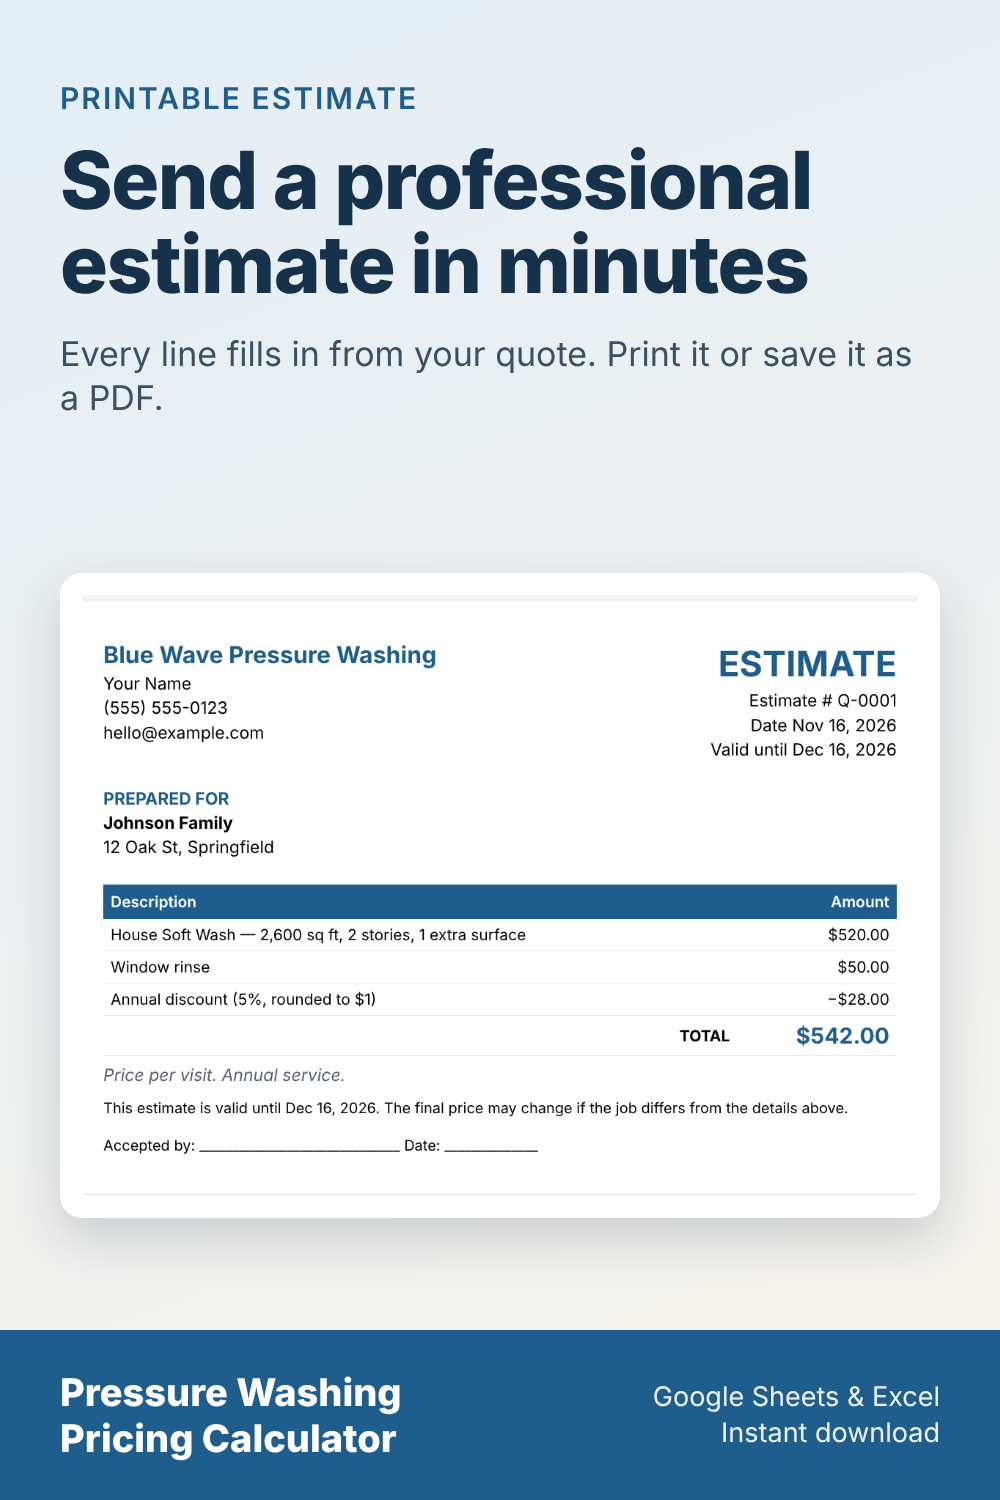 PRINTABLE ESTIMATE
Send a professional
estimate in minutes
Every line fills in from your quote. Print it or save it as
a PDF.
Blue Wave Pressure Washing
Your Name
(555) 555-0123
hello@example.com
ESTIMATE
Estimate # Q-0001
Date Nov 16, 2026
Valid until Dec 16, 2026
PREPARED FOR
Johnson Family
12 Oak St, Springfield
Description Amount
House Soft Wash — 2,600 sq ft, 2 stories, 1 extra surface $520.00
Window rinse $50.00
Annual discount (5%, rounded to $1) −$28.00
TOTAL $542.00
Price per visit. Annual service.
This estimate is valid until Dec 16, 2026. The final price may change if the job differs from the details above.
Accepted by: ______________________________ Date: ______________
Pressure Washing
Pricing Calculator
Google Sheets & Excel
Instant download